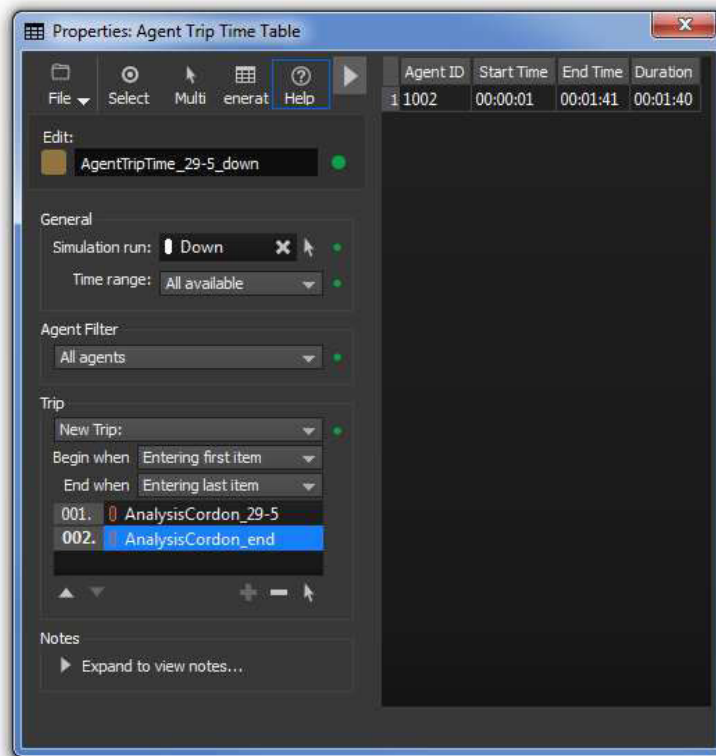 Properties: Agent Trip Time Table
File Select Multi enerat Help
Edit:
AgentTripTime_29-5_down
General
Simulation run: Down
Time range: All available
Agent Filter
All agents
Trip
New Trip:
Begin when Entering first item
End when Entering last item
001. AnalysisCordon_29-5
002. AnalysisCordon_end
Notes
Expand to view notes...
Agent ID Start Time End Time Duration
1 1002 00:00:01 00:01:41 00:01:40